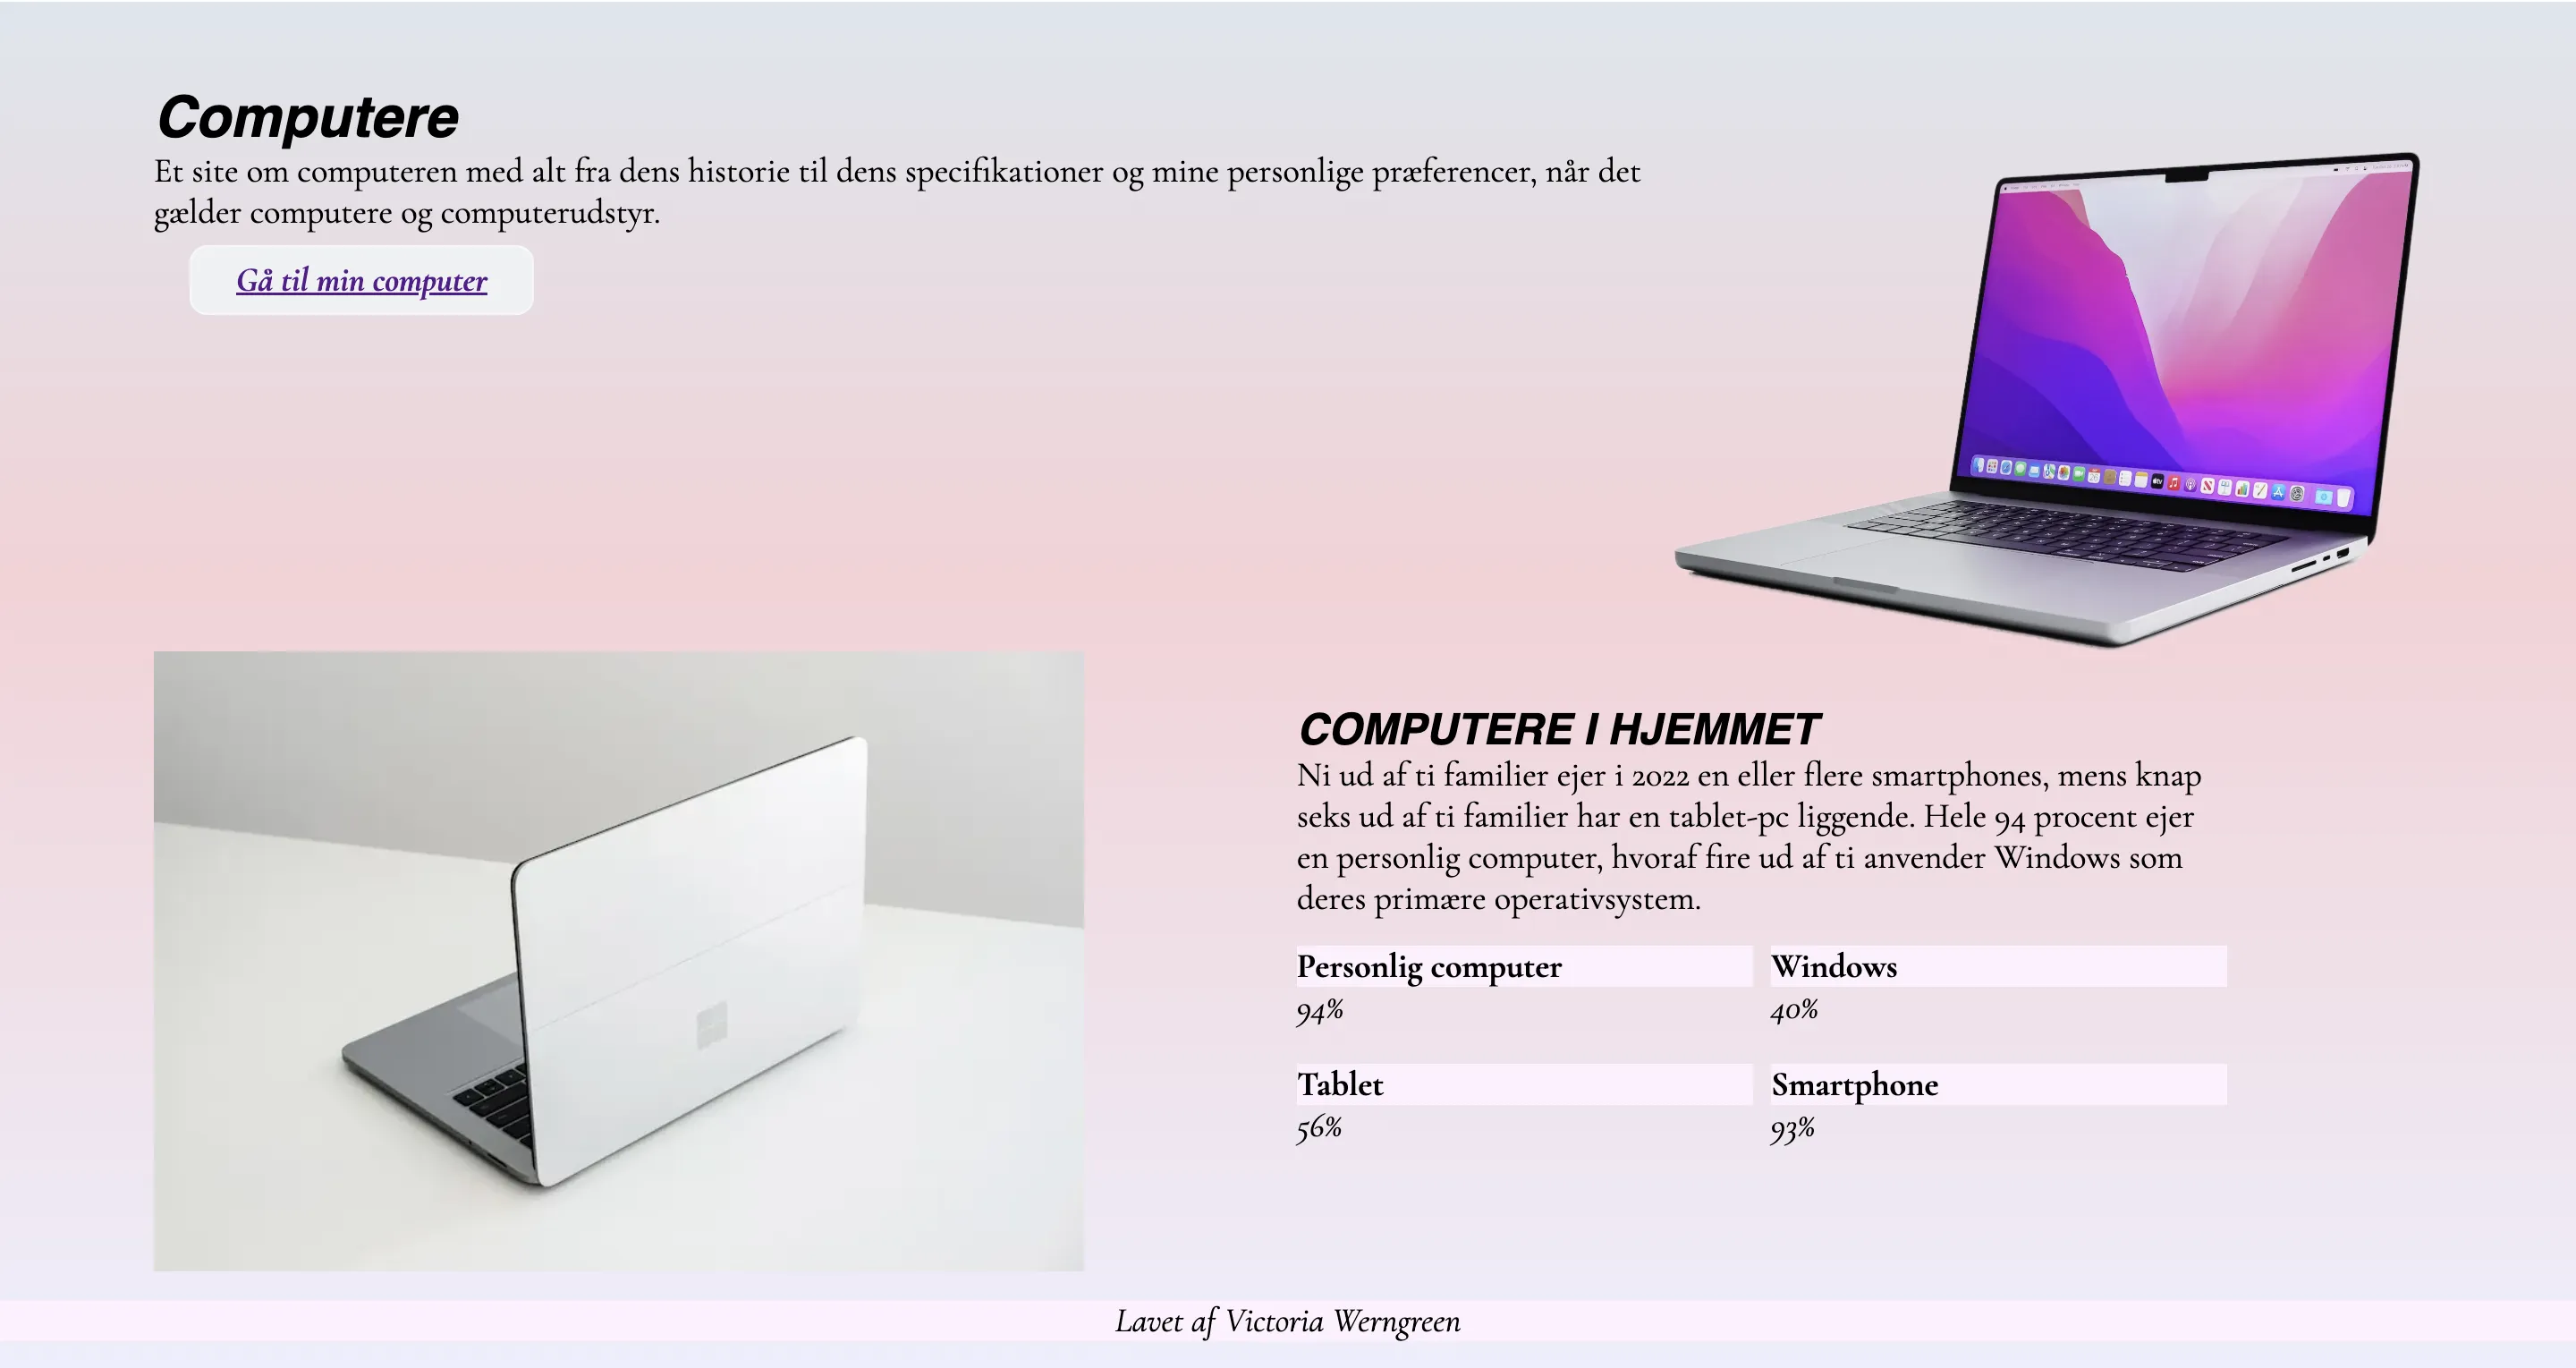 Computere
Et site om computeren med alt fra dens historie til dens specifikationer og mine personlige præferencer, når det
gælder computere og computerudstyr.
Gå til min computer
COMPUTERE I HJEMMET
Ni ud af ti familier ejer i 2022 en eller flere smartphones, mens knap
seks ud af ti familier har en tablet-pc liggende. Hele 94 procent ejer
en personlig computer, hvoraf fire ud af ti anvender Windows som
deres primære operativsystem.
Personlig computer
94%
Windows
40%
Tablet
56%
Smartphone
93%
Lavet af Victoria Werngreen